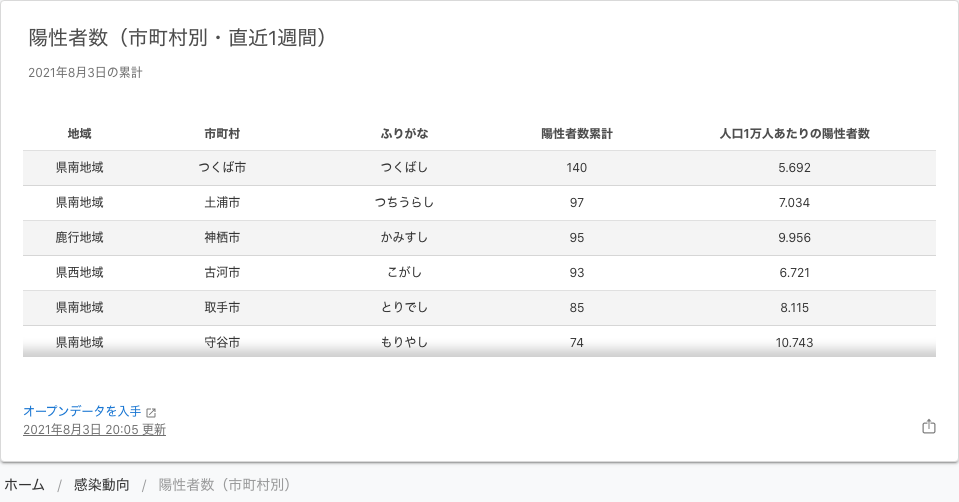 陽性者数（市町村別・直近1週間）
2021年8月3日の累計
地域 市町村 ふりがな 陽性者数累計 人口1万人あたりの陽性者数
県南地域 つくば市 つくばし 140 5.692
県南地域 土浦市 つちうらし 97 7.034
鹿行地域 神栖市 かみすし 95 9.956
県西地域 古河市 こがし 93 6.721
県南地域 取手市 とりでし 85 8.115
県南地域 守谷市 もりやし 74 10.743
オープンデータを入手
2021年8月3日 20:05 更新
ホーム / 感染動向 / 陽性者数（市町村別）